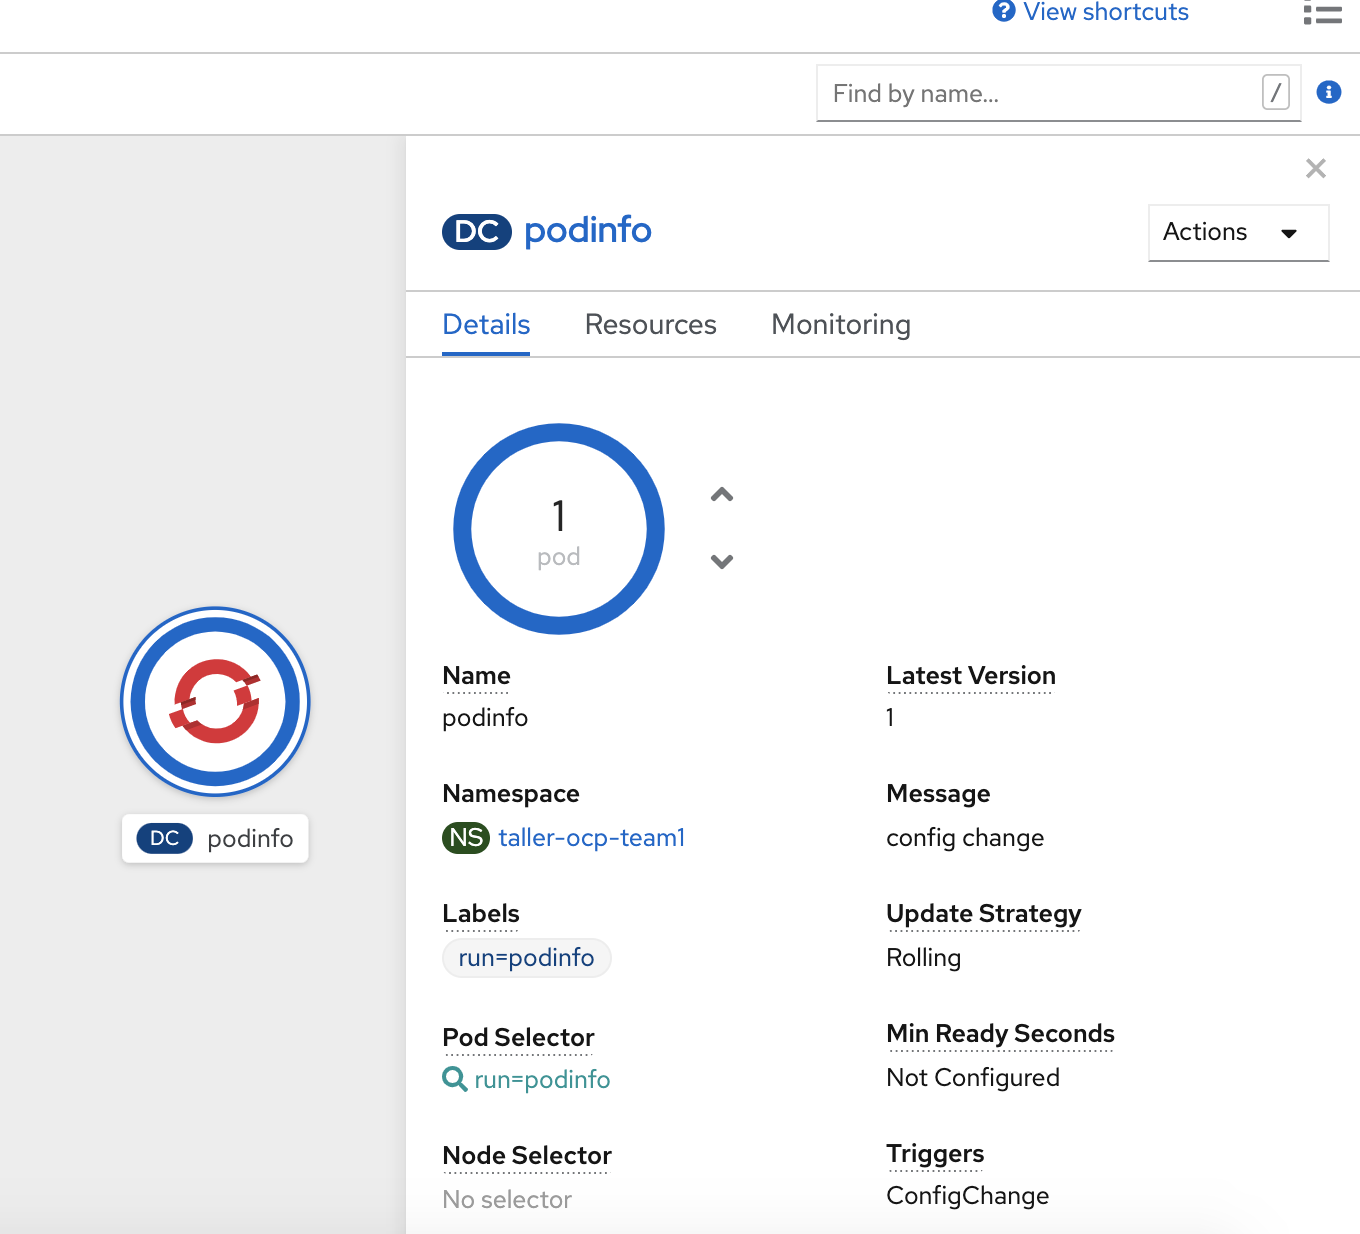 View shortcuts
Find by name...
/
DC podinfo
Actions
Details Resources Monitoring
1
pod
Name
podinfo
Latest Version
1
Namespace
NS taller-ocp-team1
Message
config change
DC podinfo
Labels
run=podinfo
Update Strategy
Rolling
Pod Selector
run=podinfo
Min Ready Seconds
Not Configured
Node Selector
No selector
Triggers
ConfigChange